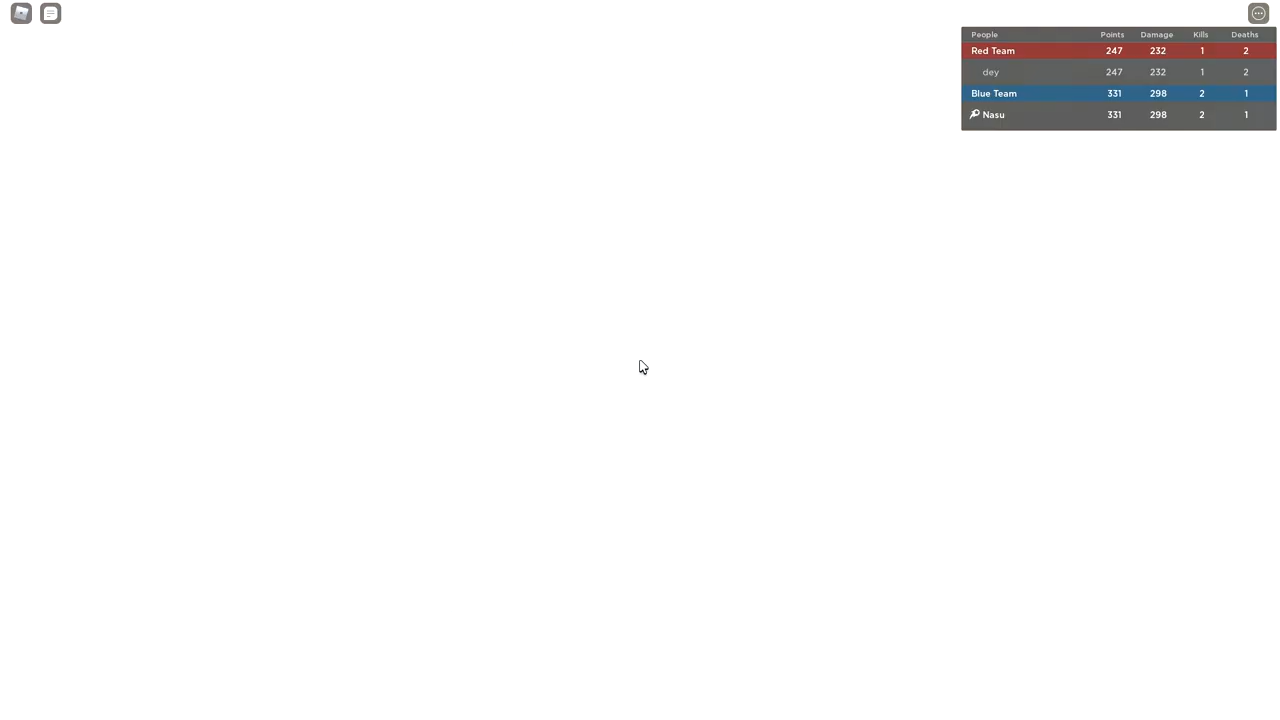 People Points Damage Kills Deaths
Red Team 247 232 1 2
dey 247 232 1 2
Blue Team 331 298 2 1
Nasu 331 298 2 1